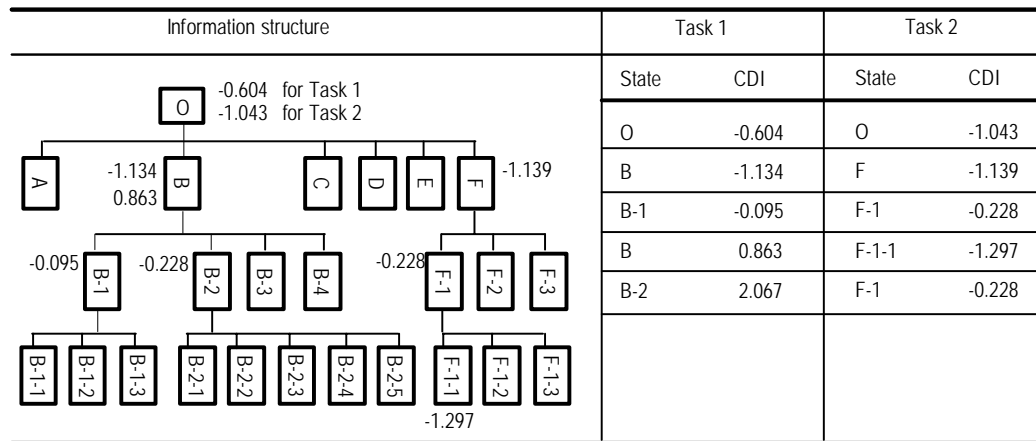 Information structure Task 1 Task 2
State CDI State CDI
-0.604 for Task 1
O -1.043 for Task 2
O -0.604 O -1.043
A -1.134 B 0.863 C D E F -1.139
B -1.134 F -1.139
B-1 -0.095 F-1 -0.228
B 0.863 F-1-1 -1.297
B-2 2.067 F-1 -0.228
-0.095 B-1 -0.228 B-2 B-3 B-4 -0.228 F-1 F-2 F-3
B-1-1 B-1-2 B-1-3 B-2-1 B-2-2 B-2-3 B-2-4 B-2-5 F-1-1 F-1-2 F-1-3
-1.297